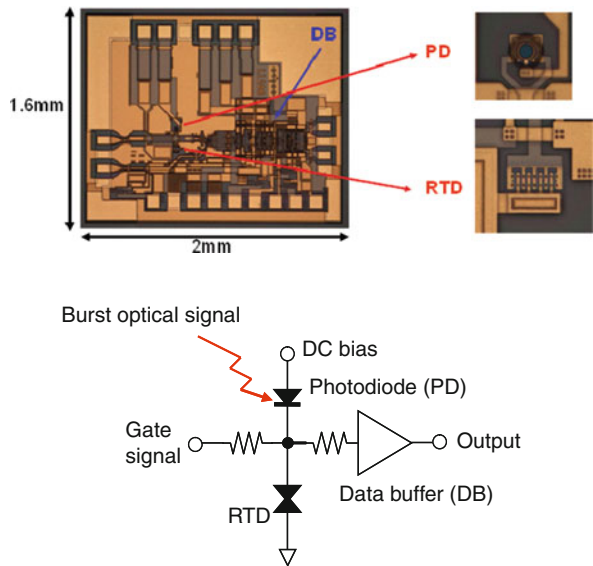 DB
PD
1.6mm
RTD
2mm
Burst optical signal
DC bias
Photodiode (PD)
Gate
signal
Output
Data buffer (DB)
RTD